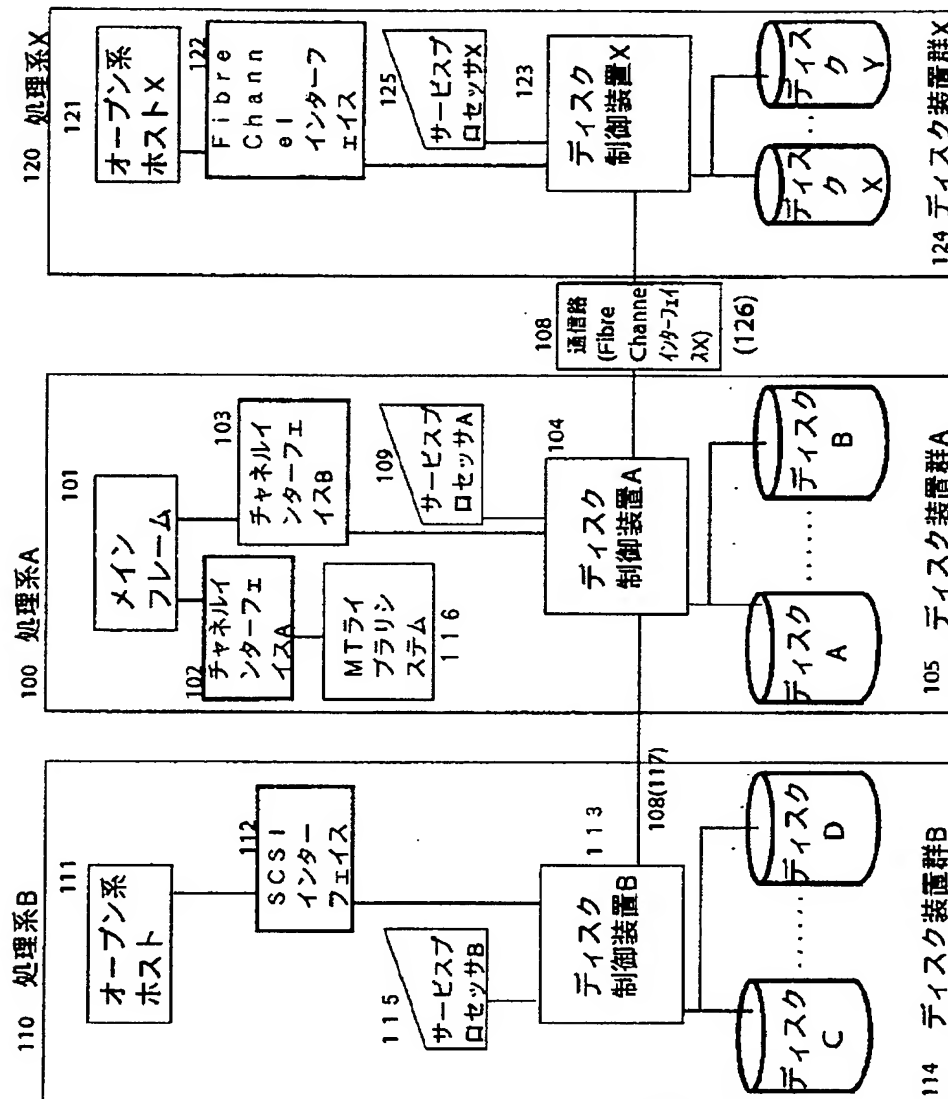 110 処理系B
111
オープン系
ホスト
112
SCSI
インター
フェイス
115
サービスプ
ロセッサB
113
ディスク
制御装置B
108(117)
ディスク
C
・・・・・・
ディスク
D
114 ディスク装置群B
100 処理系A
101
メイン
フレーム
102
チャネルイ
ンターフェ
イスA
103
チャネルイ
ンターフェ
イスB
MTライ
ブラリシ
ステム
116
109
サービスプ
ロセッサA
104
ディスク
制御装置A
ディスク
A
・・・・・・
ディスク
B
105 ディスク装置群A
108
通信路
(Fibre
Channe
インターフェイ
スX)
(126)
120 処理系X
121
オープン系
ホストX
122
Fibre
Chann
el
インターフ
ェイス
125
サービスプ
ロセッサX
123
ディスク
制御装置X
ディス
ク
X
・・・
ディス
ク
Y
124 ディスク装置群X